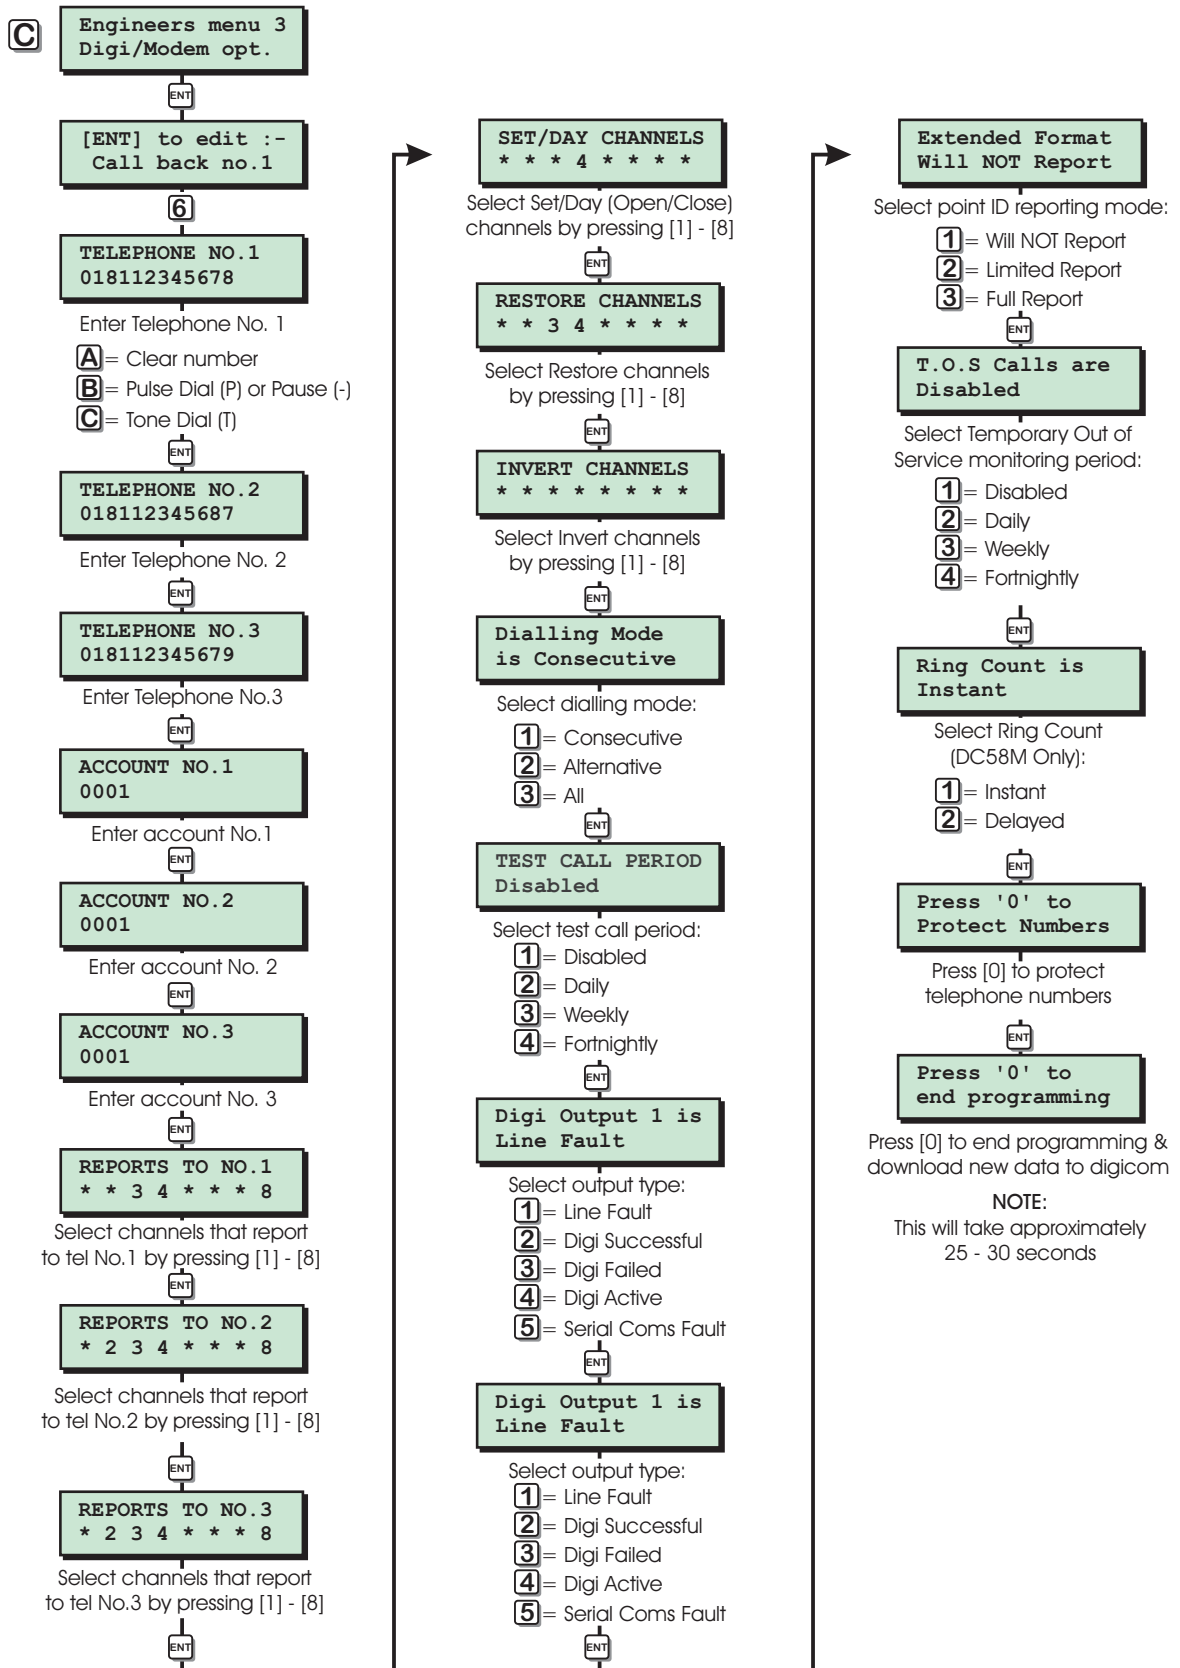 C
Engineers menu 3
Digi/Modem opt.
ENT
[ENT] to edit :-
Call back no.1
6
TELEPHONE NO.1
018112345678
Enter Telephone No. 1
A = Clear number
B = Pulse Dial (P) or Pause (-)
C = Tone Dial (T)
ENT
TELEPHONE NO.2
018112345687
Enter Telephone No. 2
ENT
TELEPHONE NO.3
018112345679
Enter Telephone No.3
ENT
ACCOUNT NO.1
0001
Enter account No.1
ENT
ACCOUNT NO.2
0001
Enter account No. 2
ENT
ACCOUNT NO.3
0001
Enter account No. 3
ENT
REPORTS TO NO.1
* * 3 4 * * * 8
Select channels that report
to tel No.1 by pressing [1] - [8]
ENT
REPORTS TO NO.2
* 2 3 4 * * * 8
Select channels that report
to tel No.2 by pressing [1] - [8]
ENT
REPORTS TO NO.3
* 2 3 4 * * * 8
Select channels that report
to tel No.3 by pressing [1] - [8]
ENT
SET/DAY CHANNELS
* * * 4 * * * *
Select Set/Day (Open/Close)
channels by pressing [1] - [8]
ENT
RESTORE CHANNELS
* * 3 4 * * * *
Select Restore channels
by pressing [1] - [8]
ENT
INVERT CHANNELS
* * * * * * * *
Select Invert channels
by pressing [1] - [8]
ENT
Dialling Mode
is Consecutive
Select dialling mode:
1 = Consecutive
2 = Alternative
3 = All
ENT
TEST CALL PERIOD
Disabled
Select test call period:
1 = Disabled
2 = Daily
3 = Weekly
4 = Fortnightly
ENT
Digi Output 1 is
Line Fault
Select output type:
1 = Line Fault
2 = Digi Successful
3 = Digi Failed
4 = Digi Active
5 = Serial Coms Fault
ENT
Digi Output 1 is
Line Fault
Select output type:
1 = Line Fault
2 = Digi Successful
3 = Digi Failed
4 = Digi Active
5 = Serial Coms Fault
ENT
Extended Format
Will NOT Report
Select point ID reporting mode:
1 = Will NOT Report
2 = Limited Report
3 = Full Report
ENT
T.O.S Calls are
Disabled
Select Temporary Out of
Service monitoring period:
1 = Disabled
2 = Daily
3 = Weekly
4 = Fortnightly
ENT
Ring Count is
Instant
Select Ring Count
(DC58M Only):
1 = Instant
2 = Delayed
ENT
Press '0' to
Protect Numbers
Press [0] to protect
telephone numbers
ENT
Press '0' to
end programming
Press [0] to end programming &
download new data to digicom
NOTE:
This will take approximately
25 - 30 seconds